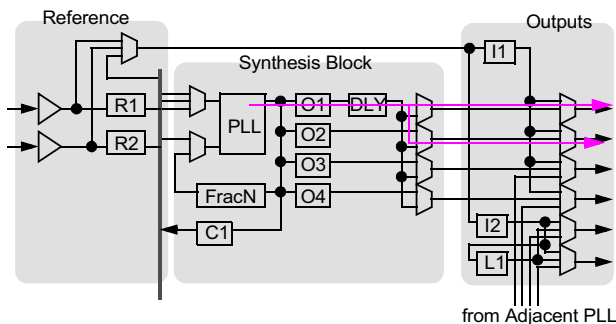 Reference
Outputs
Synthesis Block
I1
R1
PLL
O1
DLY
R2
O2
O3
FracN
O4
C1
I2
L1
from Adjacent PLL